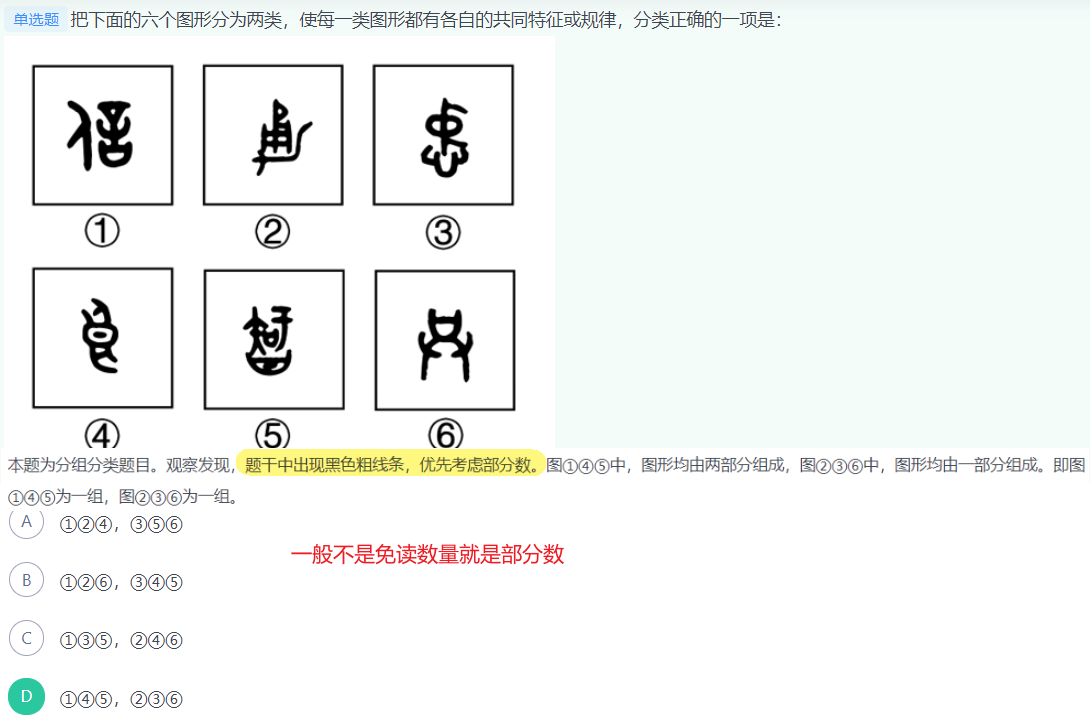 单选题 把下面的六个图形分为两类，使每一类图形都有各自的共同特征或规律，分类正确的一项是：
① ② ③
④ ⑤ ⑥
本题为分组分类题目。观察发现，题干中出现黑色粗线条，优先考虑部分数。图①④⑤中，图形均由两部分组成，图②③⑥中，图形均由一部分组成。即图
①④⑤为一组，图②③⑥为一组。
A ①②④，③⑤⑥
一般不是免读数量就是部分数
B ①②⑥，③④⑤
C ①③⑤，②④⑥
D ①④⑤，②③⑥